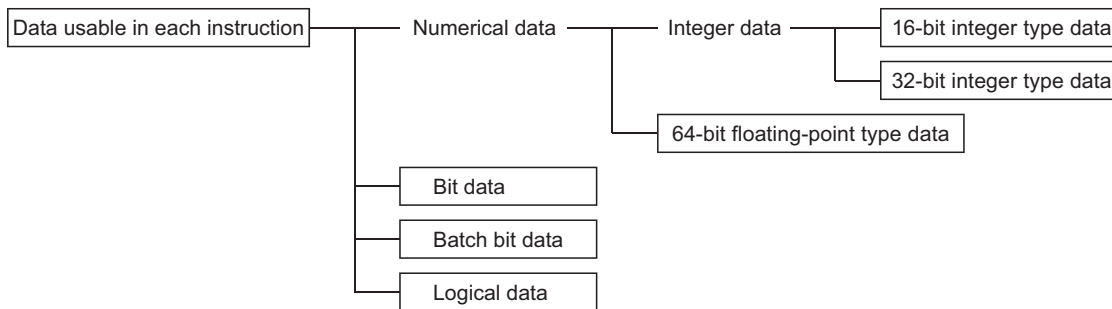 Data usable in each instruction
Numerical data
Integer data
16-bit integer type data
32-bit integer type data
64-bit floating-point type data
Bit data
Batch bit data
Logical data